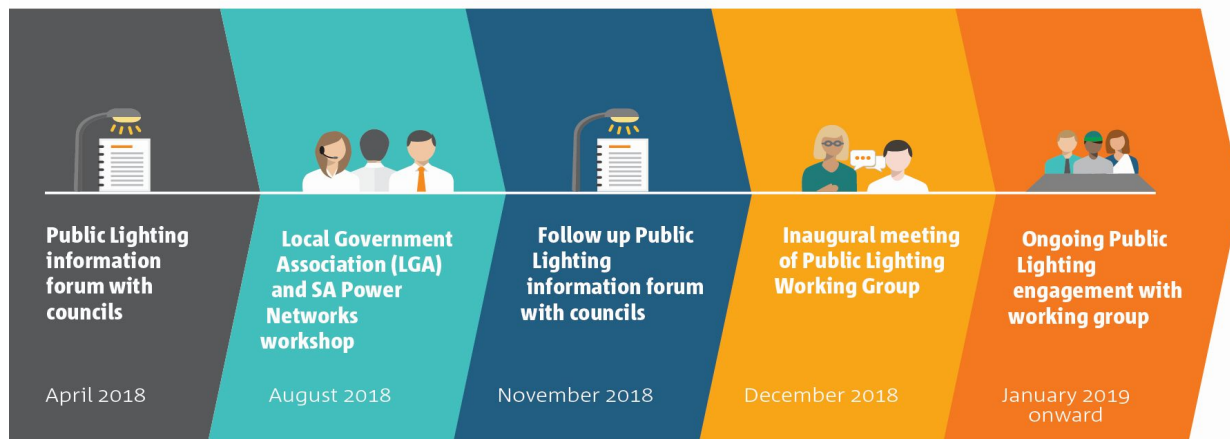 Public Lighting
information
forum with
councils
April 2018
Local Government
Association (LGA)
and SA Power
Networks
workshop
August 2018
Follow up Public
Lighting
information forum
with councils
November 2018
Inaugural meeting
of Public Lighting
Working Group
December 2018
Ongoing Public
Lighting
engagement with
working group
January 2019
onward